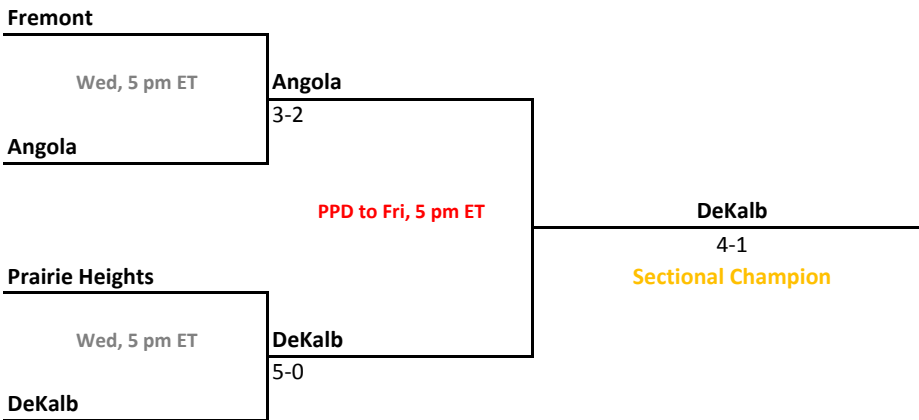 Fremont
Wed, 5 pm ET
Angola
3-2
Angola
PPD to Fri, 5 pm ET
DeKalb
4-1
Sectional Champion
Prairie Heights
Wed, 5 pm ET
DeKalb
5-0
DeKalb